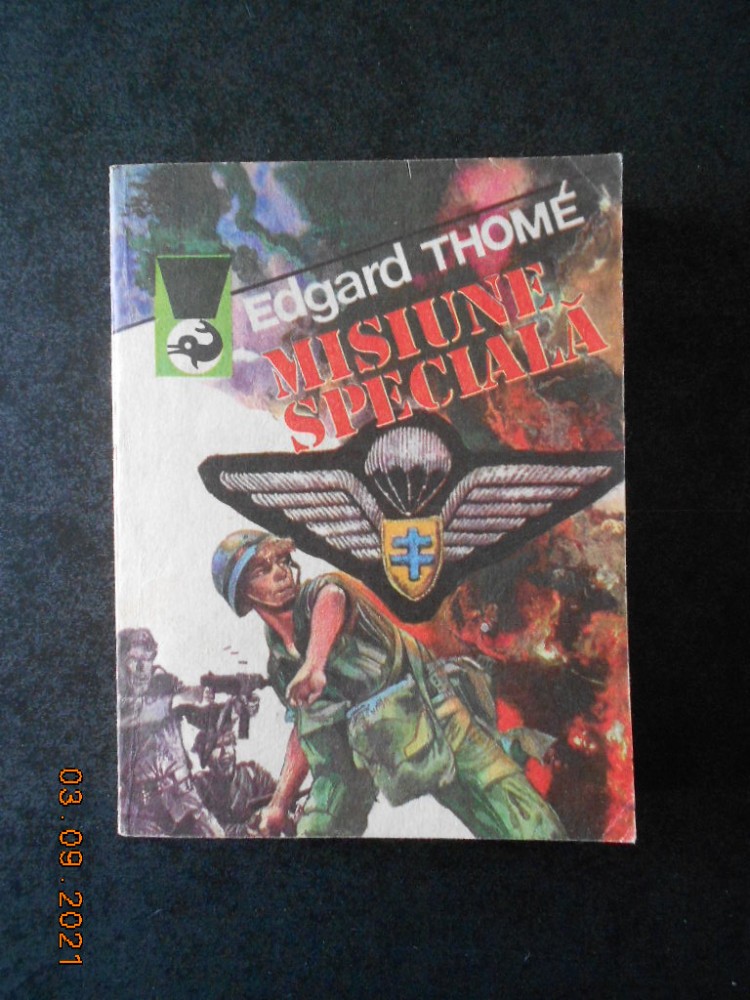 Edgard THOMÉ
MISIUNE
SPECIALĂ
03.09.2021